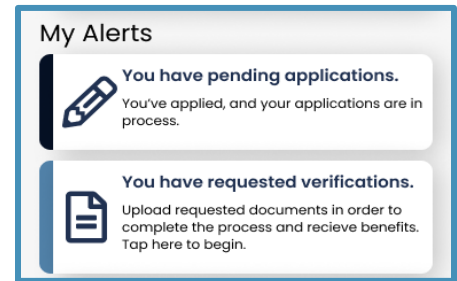 My Alerts
You have pending applications.
You've applied, and your applications are in
process.
You have requested verifications.
Upload requested documents in order to
complete the process and recieve benefits.
Tap here to begin.